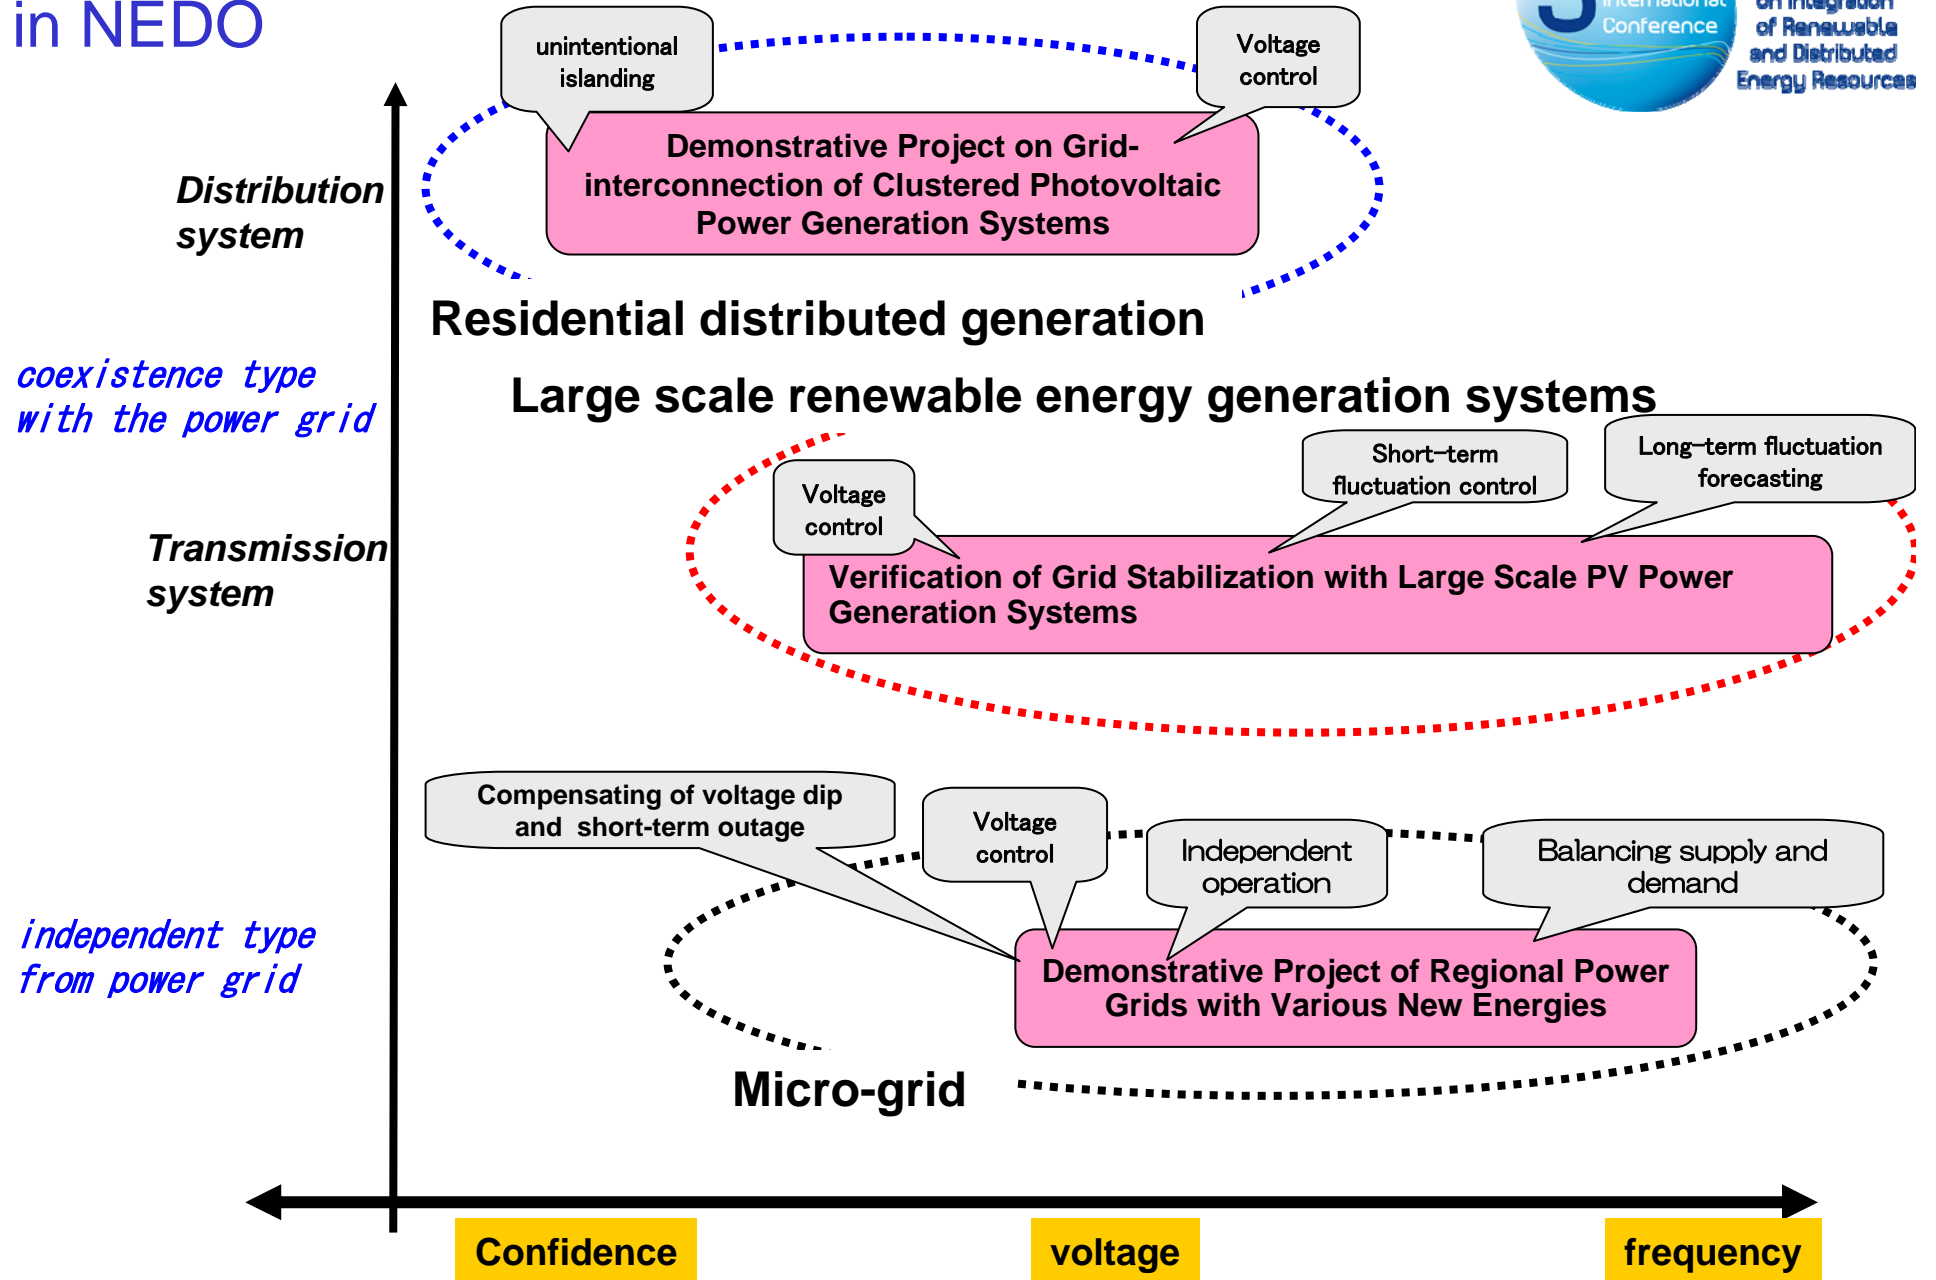 in NEDO
International
Conference
on Integration
of Renewable
and Distributed
Energy Resources
unintentional
islanding
Voltage
control
Demonstrative Project on Grid-
interconnection of Clustered Photovoltaic
Power Generation Systems
Distribution
system
Residential distributed generation
coexistence type
with the power grid
Large scale renewable energy generation systems
Voltage
control
Short-term
fluctuation control
Long-term fluctuation
forecasting
Transmission
system
Verification of Grid Stabilization with Large Scale PV Power
Generation Systems
Compensating of voltage dip
and short-term outage
Voltage
control
Independent
operation
Balancing supply and
demand
independent type
from power grid
Demonstrative Project of Regional Power
Grids with Various New Energies
Micro-grid
Confidence
voltage
frequency